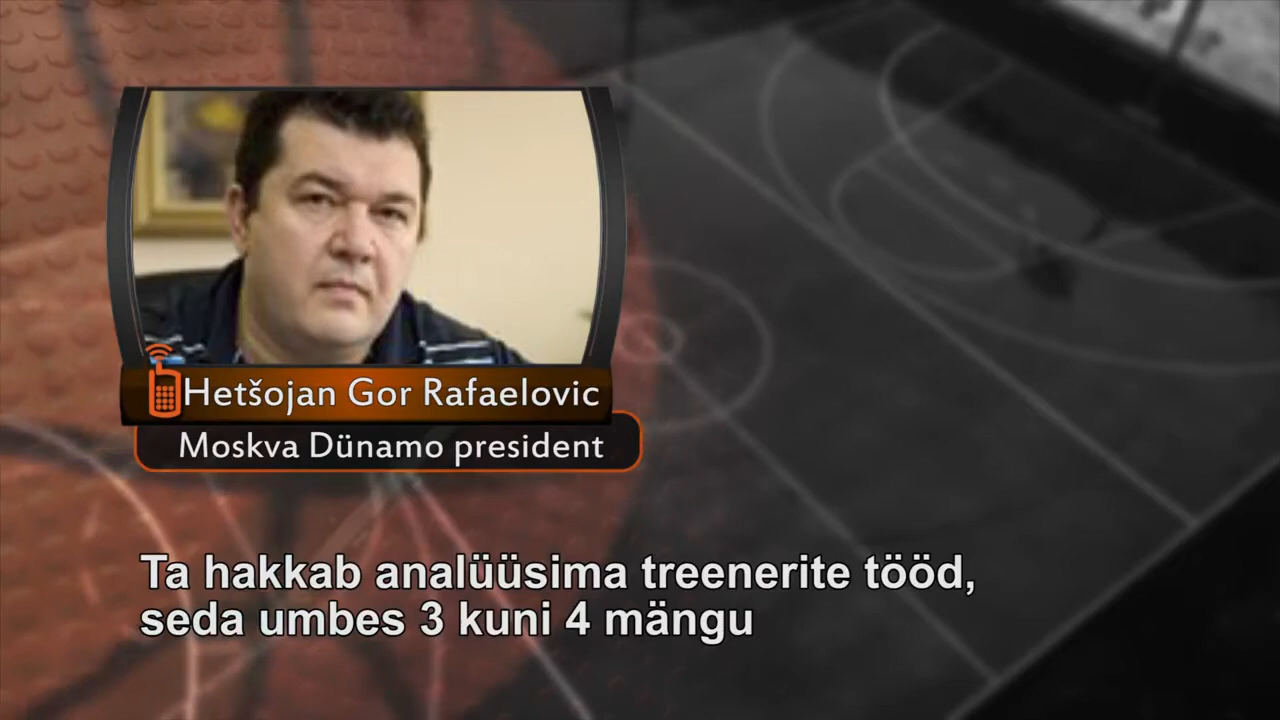 Hetšojan Gor Rafaelovic
Moskva Dünamo president
Ta hakkab analüüsima treenerite tööd,
seda umbes 3 kuni 4 mängu